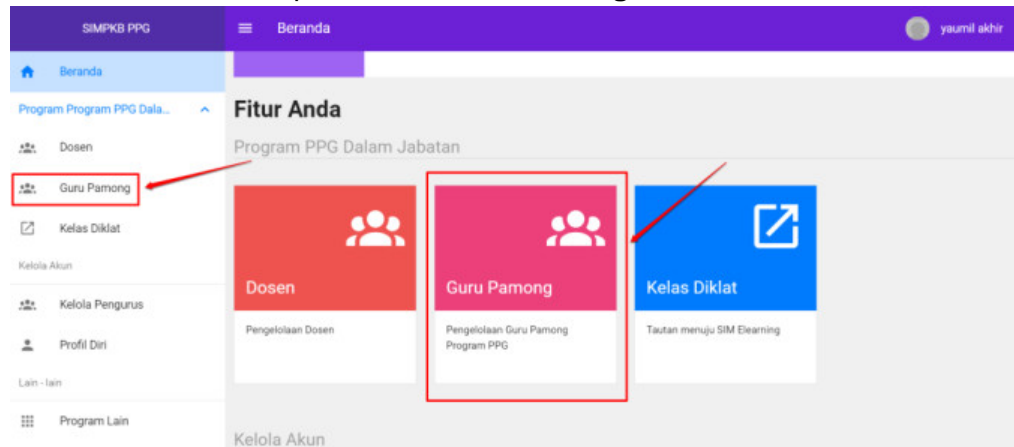 SIMPKB PPG
Beranda
yaumil akhir
Beranda
Program Program PPG Dala...
Dosen
Guru Pamong
Kelas Diklat
Kelola Akun
Kelola Pengurus
Profil Diri
Lain - lain
Program Lain
Fitur Anda
Program PPG Dalam Jabatan
Dosen
Pengelolaan Dosen
Guru Pamong
Pengelolaan Guru Pamong
Program PPG
Kelas Diklat
Tautan menuju SIM Elearning
Kelola Akun